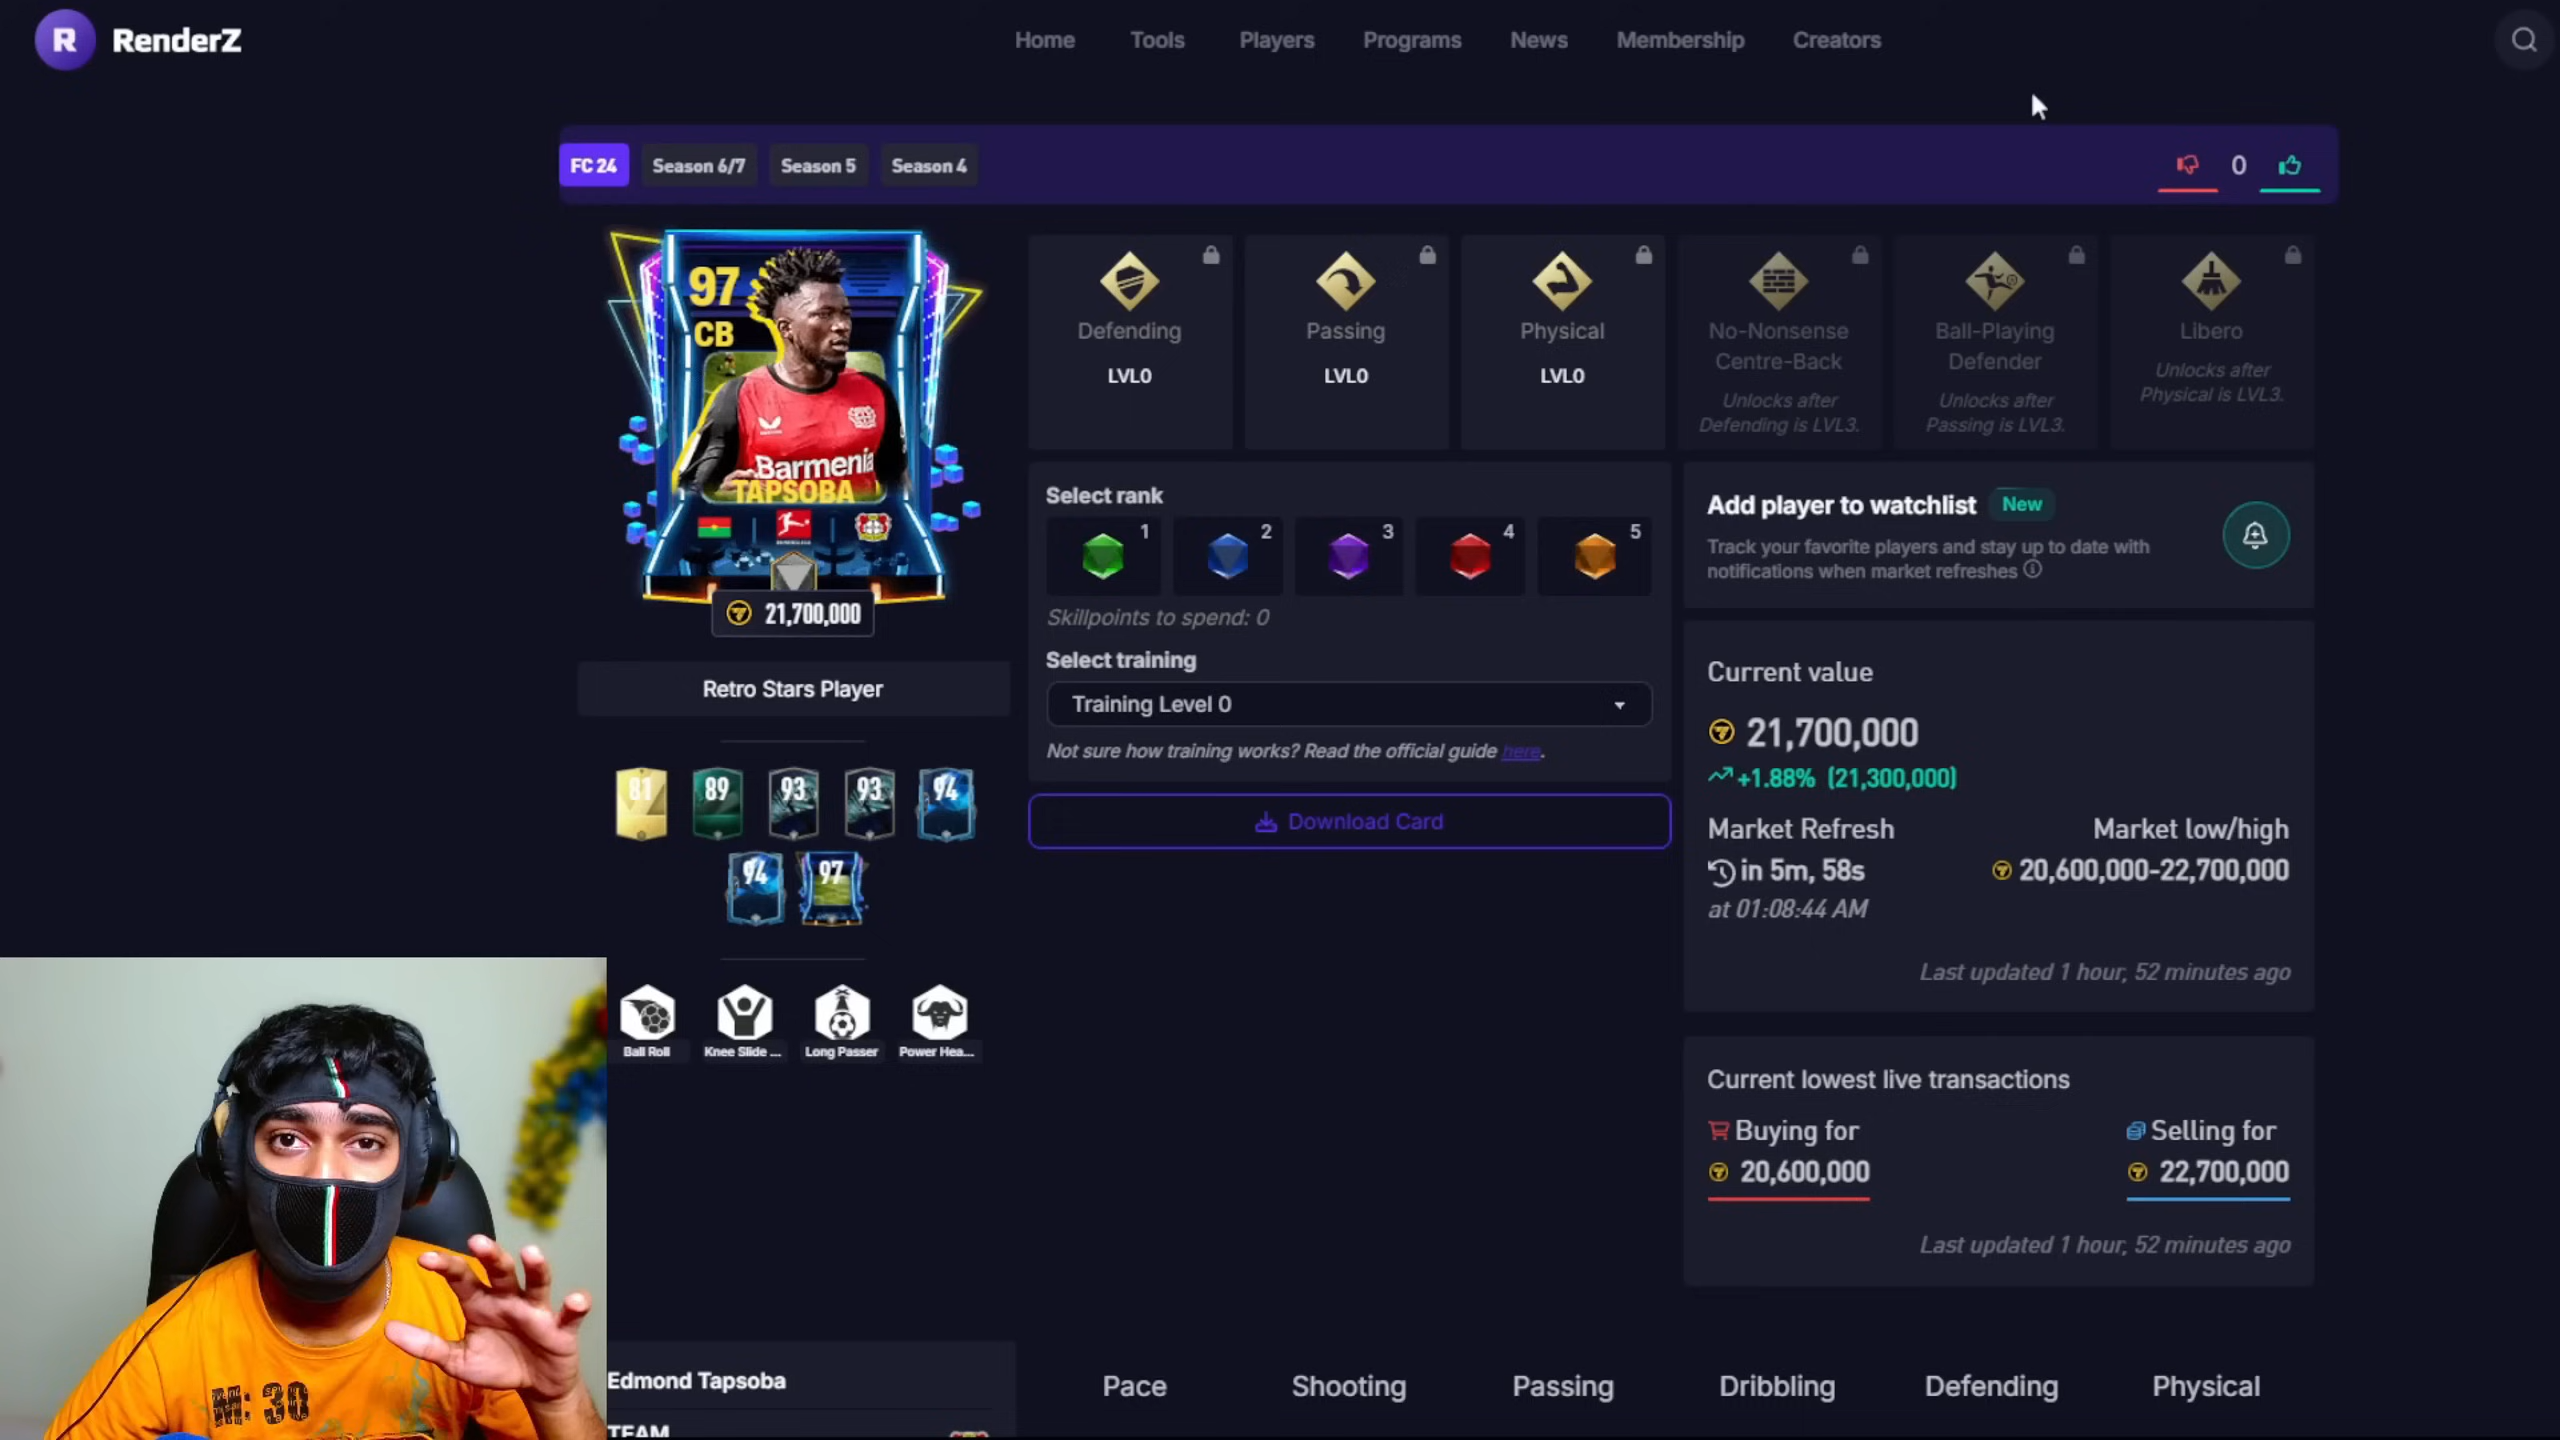 R RenderZ
Home Tools Players Programs News Membership Creators
FC 24 Season 6/7 Season 5 Season 4
0
97
CB
Barmenia
TAPSOBA
21,700,000
Retro Stars Player
81 89 93 93 94
94 97
Ball Roll Knee Slide ... Long Passer Power Hea...
Edmond Tapsoba
TEAM
Defending
LVL0
Passing
LVL0
Physical
LVL0
No-Nonsense
Centre-Back
Unlocks after
Defending is LVL3.
Ball-Playing
Defender
Unlocks after
Passing is LVL3.
Libero
Unlocks after
Physical is LVL3.
Select rank
1 2 3 4 5
Skillpoints to spend: 0
Select training
Training Level 0
Not sure how training works? Read the official guide here.
Download Card
Add player to watchlist New
Track your favorite players and stay up to date with
notifications when market refreshes
Current value
21,700,000
+1.88% (21,300,000)
Market Refresh
in 5m, 58s
at 01:08:44 AM
Market low/high
20,600,000-22,700,000
Last updated 1 hour, 52 minutes ago
Current lowest live transactions
Buying for
20,600,000
Selling for
22,700,000
Last updated 1 hour, 52 minutes ago
Pace Shooting Passing Dribbling Defending Physical
M: 30